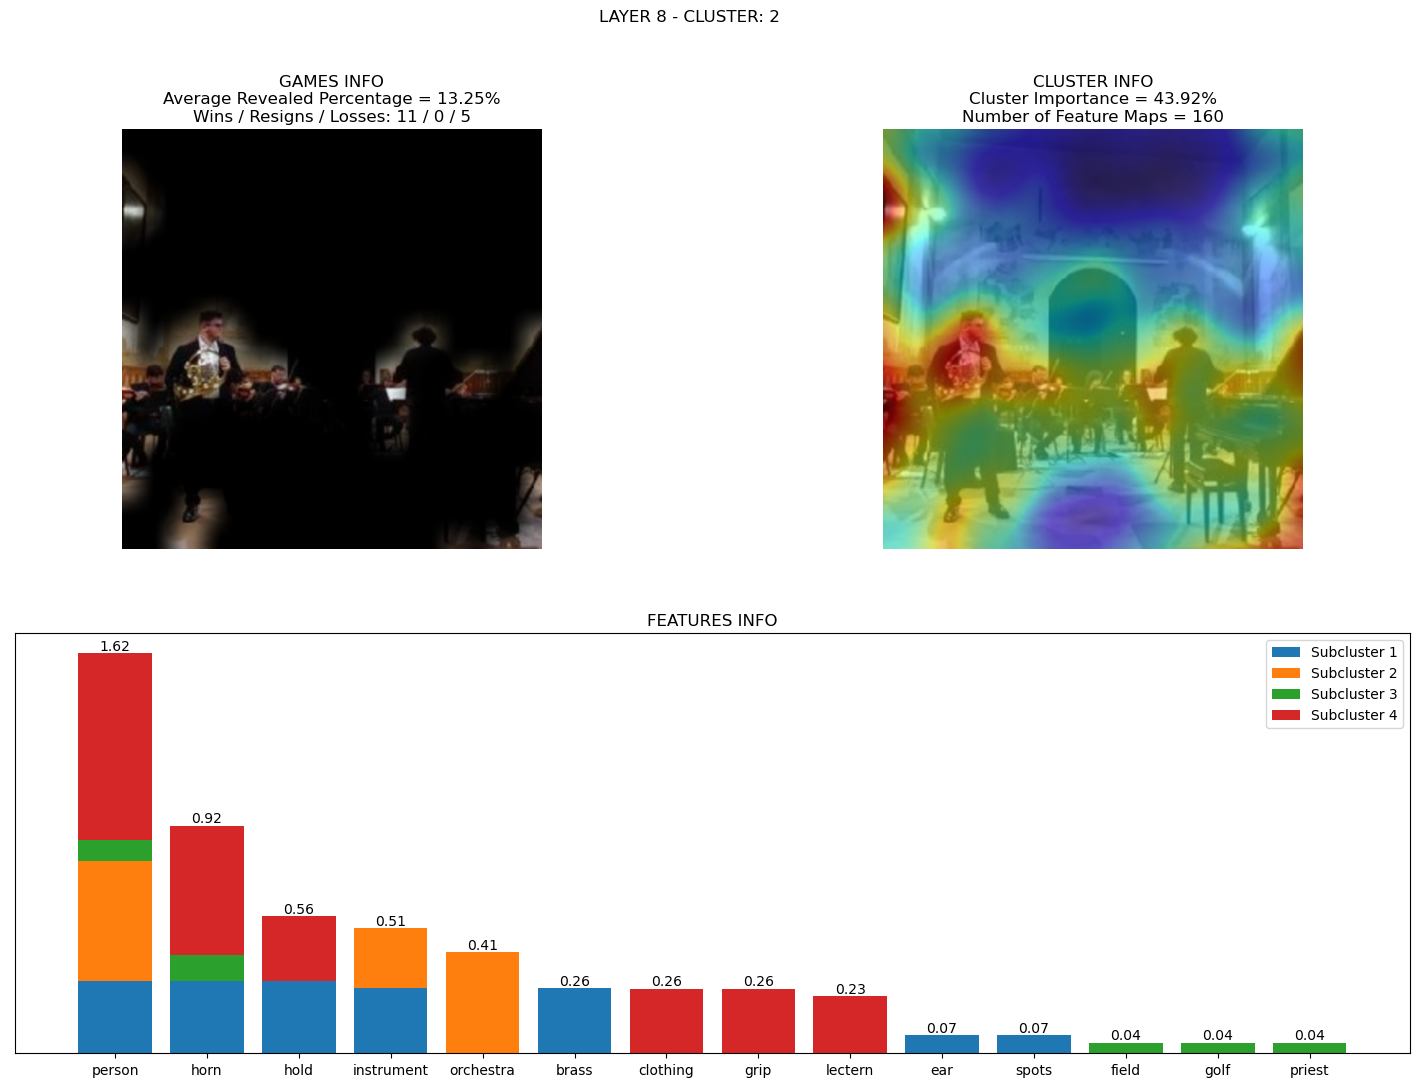 LAYER 8 - CLUSTER: 2
GAMES INFO
Average Revealed Percentage = 13.25%
Wins / Resigns / Losses: 11 / 0 / 5
CLUSTER INFO
Cluster Importance = 43.92%
Number of Feature Maps = 160
FEATURES INFO
Subcluster 1
Subcluster 2
Subcluster 3
Subcluster 4
1.62
0.92
0.56
0.51
0.41
0.26
0.26
0.26
0.23
0.07
0.07
0.04
0.04
0.04
person
horn
hold
instrument
orchestra
brass
clothing
grip
lectern
ear
spots
field
golf
priest